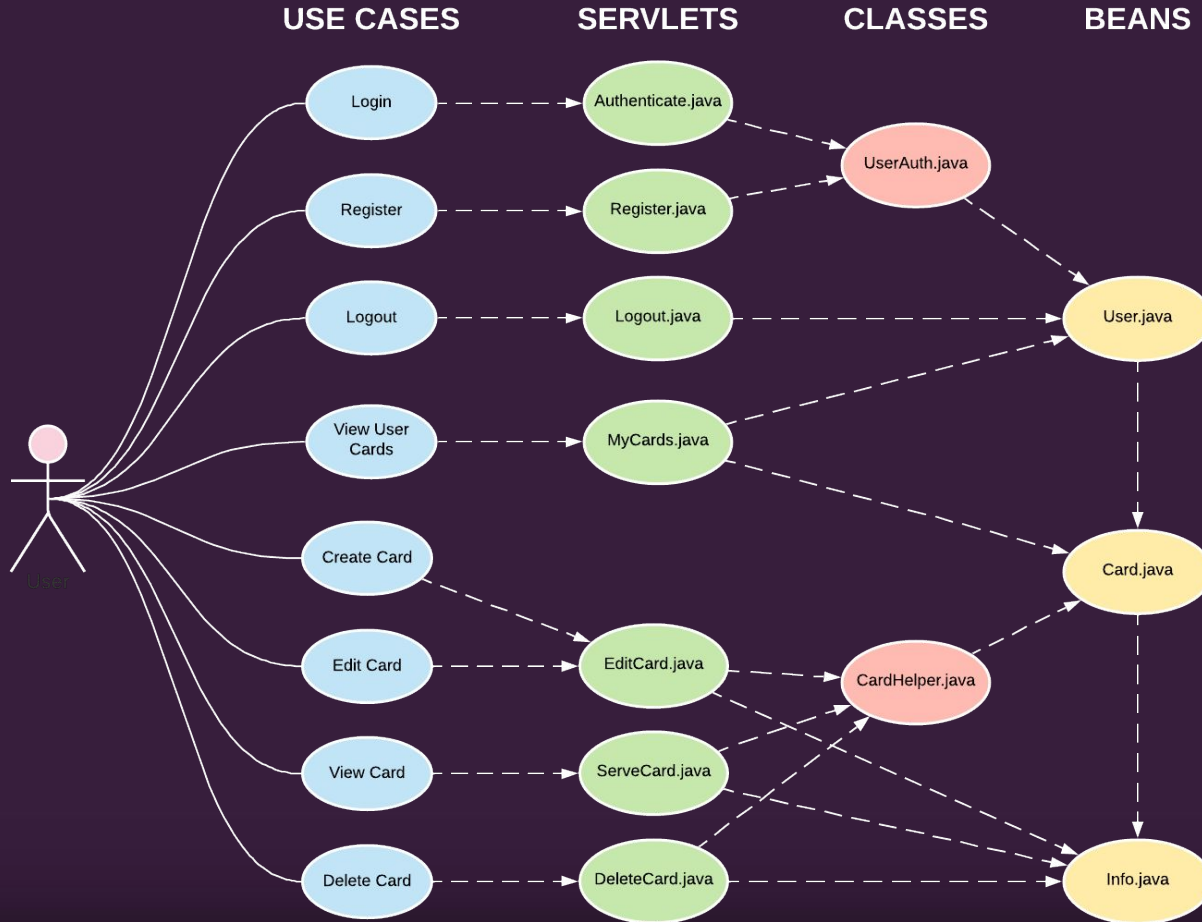 USE CASES SERVLETS CLASSES BEANS
Login
Authenticate.java
UserAuth.java
Register
Register.java
Logout
Logout.java
User.java
View User
Cards
MyCards.java
Create Card
Card.java
User
Edit Card
EditCard.java
CardHelper.java
View Card
ServeCard.java
Delete Card
DeleteCard.java
Info.java